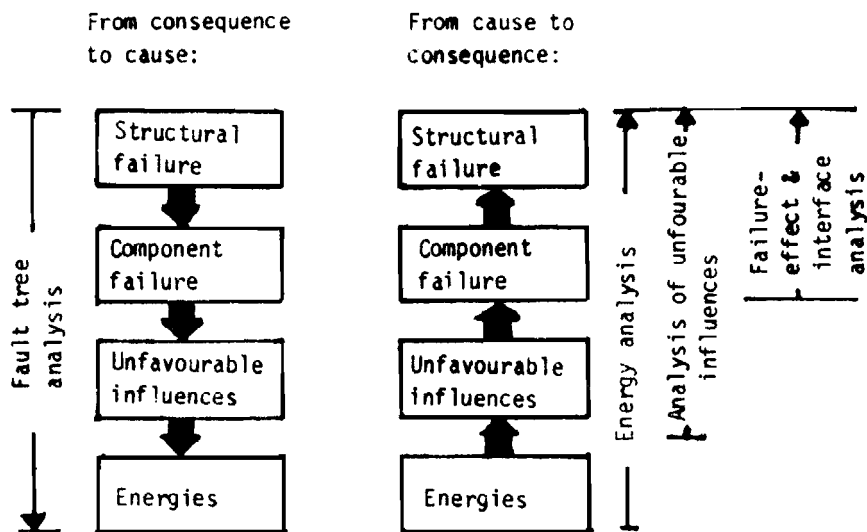 From consequence
to cause:
From cause to
consequence:
Fault tree
analysis
Structural
failure
Component
failure
Unfavourable
influences
Energies
Structural
failure
Component
failure
Unfavourable
influences
Energies
Energy analysis
Analysis of unfourable
influences
Failure-
effect &
interface
analysis